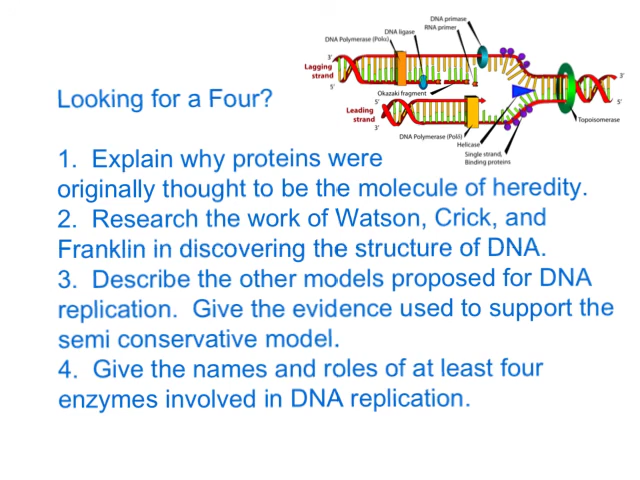 DNA primase
RNA primer
DNA ligase
DNA Polymerase (Polα)
3'
Lagging
strand
5'
Okazaki fragment
3'
5'
5'
Leading
strand
3'
Topoisomerase
DNA Polymerase (Polδ)
Helicase
Single strand,
Binding proteins
Looking for a Four?
1. Explain why proteins were
originally thought to be the molecule of heredity.
2. Research the work of Watson, Crick, and
Franklin in discovering the structure of DNA.
3. Describe the other models proposed for DNA
replication. Give the evidence used to support the
semi conservative model.
4. Give the names and roles of at least four
enzymes involved in DNA replication.